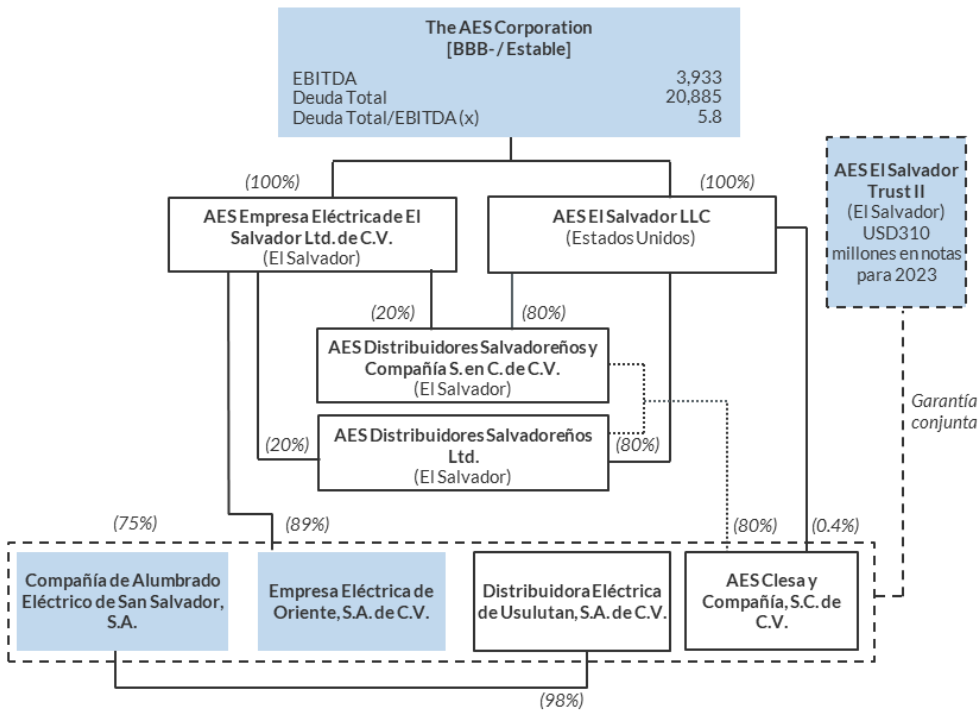 The AES Corporation
[BBB- / Estable]
EBITDA 3,933
Deuda Total 20,885
Deuda Total/EBITDA (x) 5.8
(100%)
(100%)
AES Empresa Eléctrica de El
Salvador Ltd. de C.V.
(El Salvador)
AES El Salvador LLC
(Estados Unidos)
AES El Salvador
Trust II
(El Salvador)
USD310
millones en notas
para 2023
(20%)
(80%)
AES Distribuidores Salvadoreños y
Compañía S. en C. de C.V.
(El Salvador)
Garantía
conjunta
(20%)
AES Distribuidores Salvadoreños
Ltd.
(El Salvador)
(80%)
(75%)
(89%)
(80%)
(0.4%)
Compañía de Alumbrado
Eléctrico de San Salvador,
S.A.
Empresa Eléctrica de
Oriente, S.A. de C.V.
Distribuidora Eléctrica
de Usulutan, S.A. de C.V.
AES Clesa y
Compañía, S.C. de
C.V.
(98%)